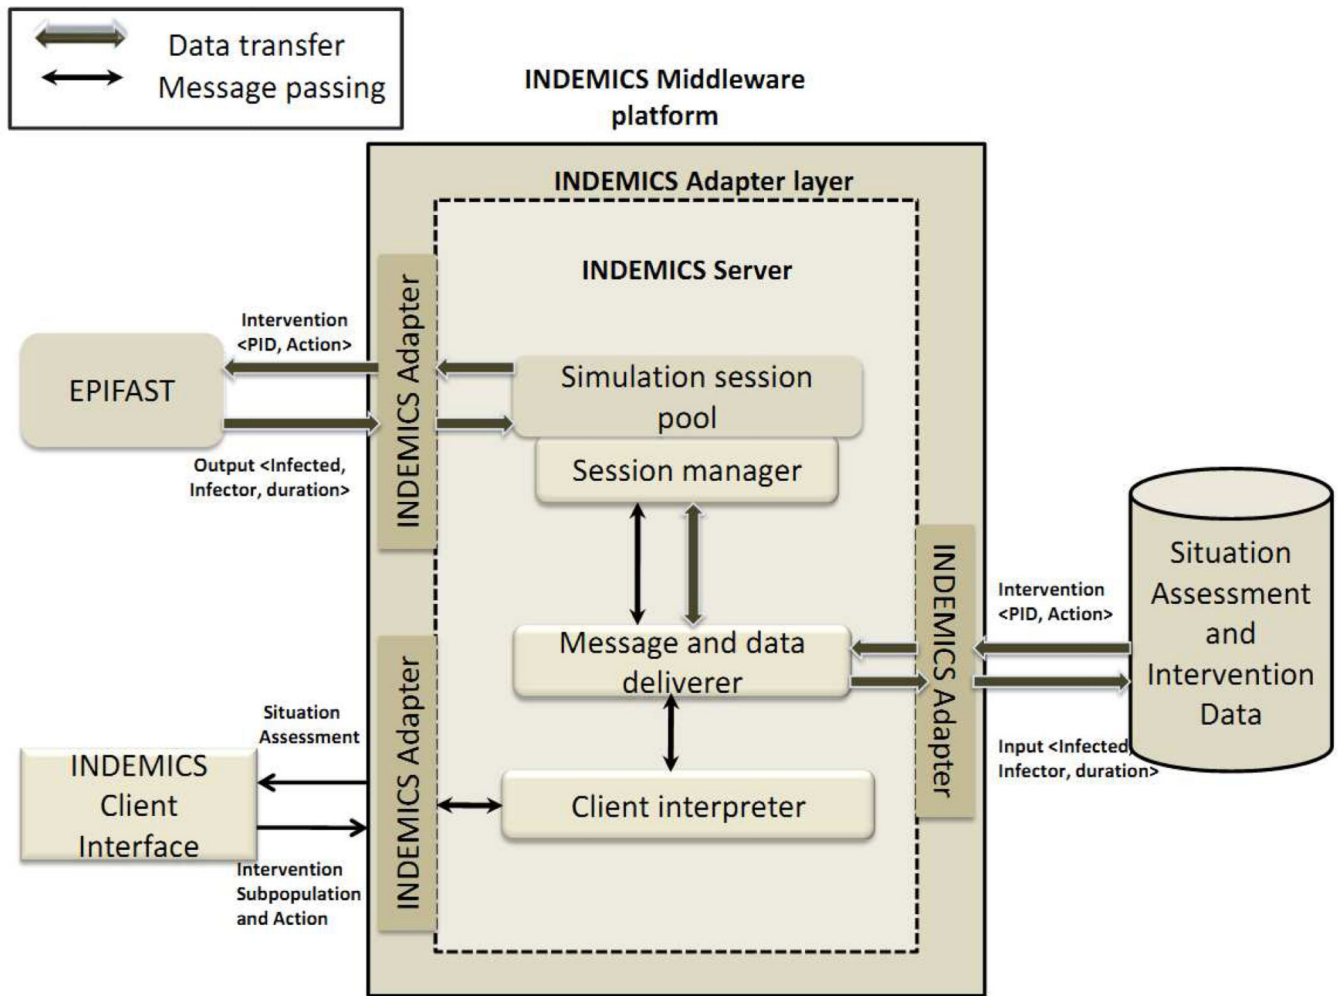 Data transfer
Message passing
INDEMICS Middleware
platform
INDEMICS Adapter layer
INDEMICS Server
INDEMICS Adapter
Intervention
<PID, Action>
EPIFAST
Output <Infected,
Infector, duration>
Simulation session
pool
Session manager
Message and data
deliverer
Client interpreter
INDEMICS Adapter
Situation
Assessment
INDEMICS
Client
Interface
Intervention
Subpopulation
and Action
INDEMICS Adapter
Intervention
<PID, Action>
Input <Infected,
Infector, duration>
Situation
Assessment
and
Intervention
Data